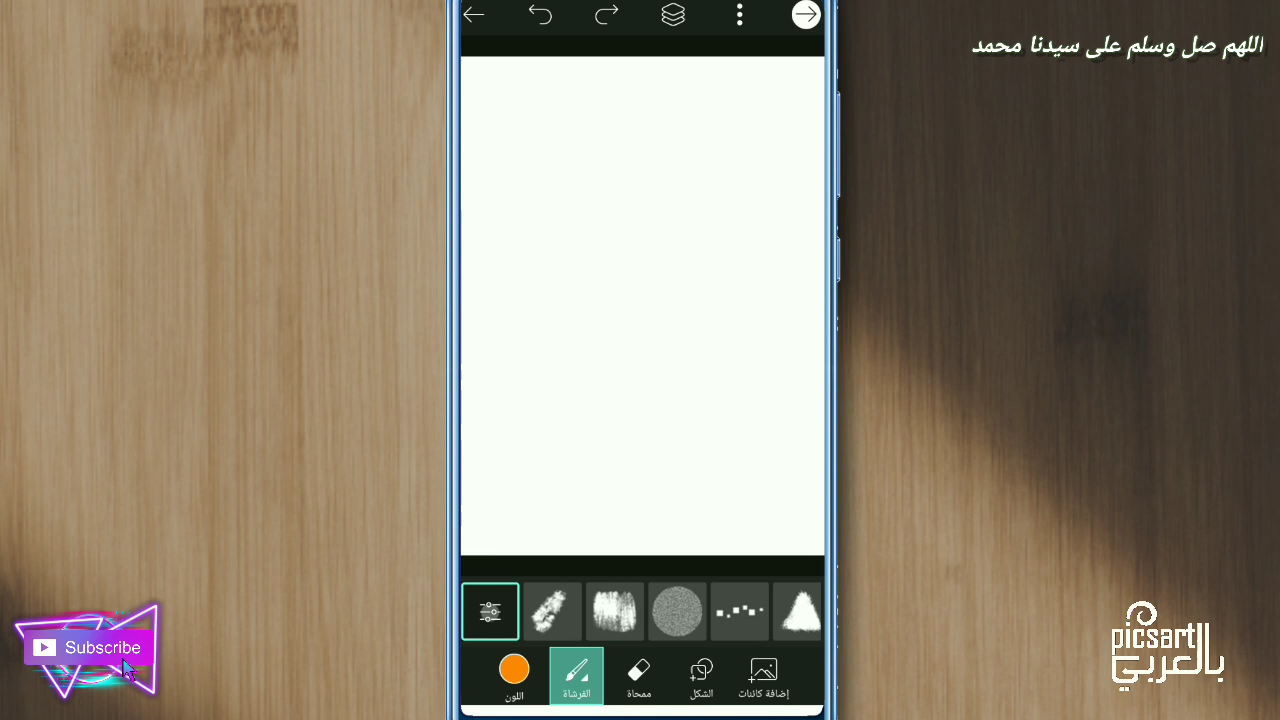 اللهم صل وسلم على سيدنا محمد
Subscribe
picsart
بالعربي
اللون
الفرشاة
ممحاة
الشكل
إضافة كائنات